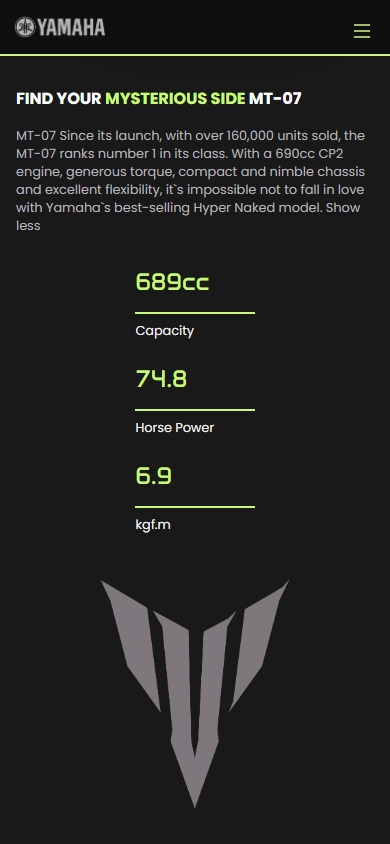 YAMAHA
FIND YOUR MYSTERIOUS SIDE MT-07
MT-07 Since its launch, with over 160,000 units sold, the
MT-07 ranks number 1 in its class. With a 690cc CP2
engine, generous torque, compact and nimble chassis
and excellent flexibility, it`s impossible not to fall in love
with Yamaha`s best-selling Hyper Naked model. Show
less
689cc
Capacity
74.8
Horse Power
6.9
kgf.m